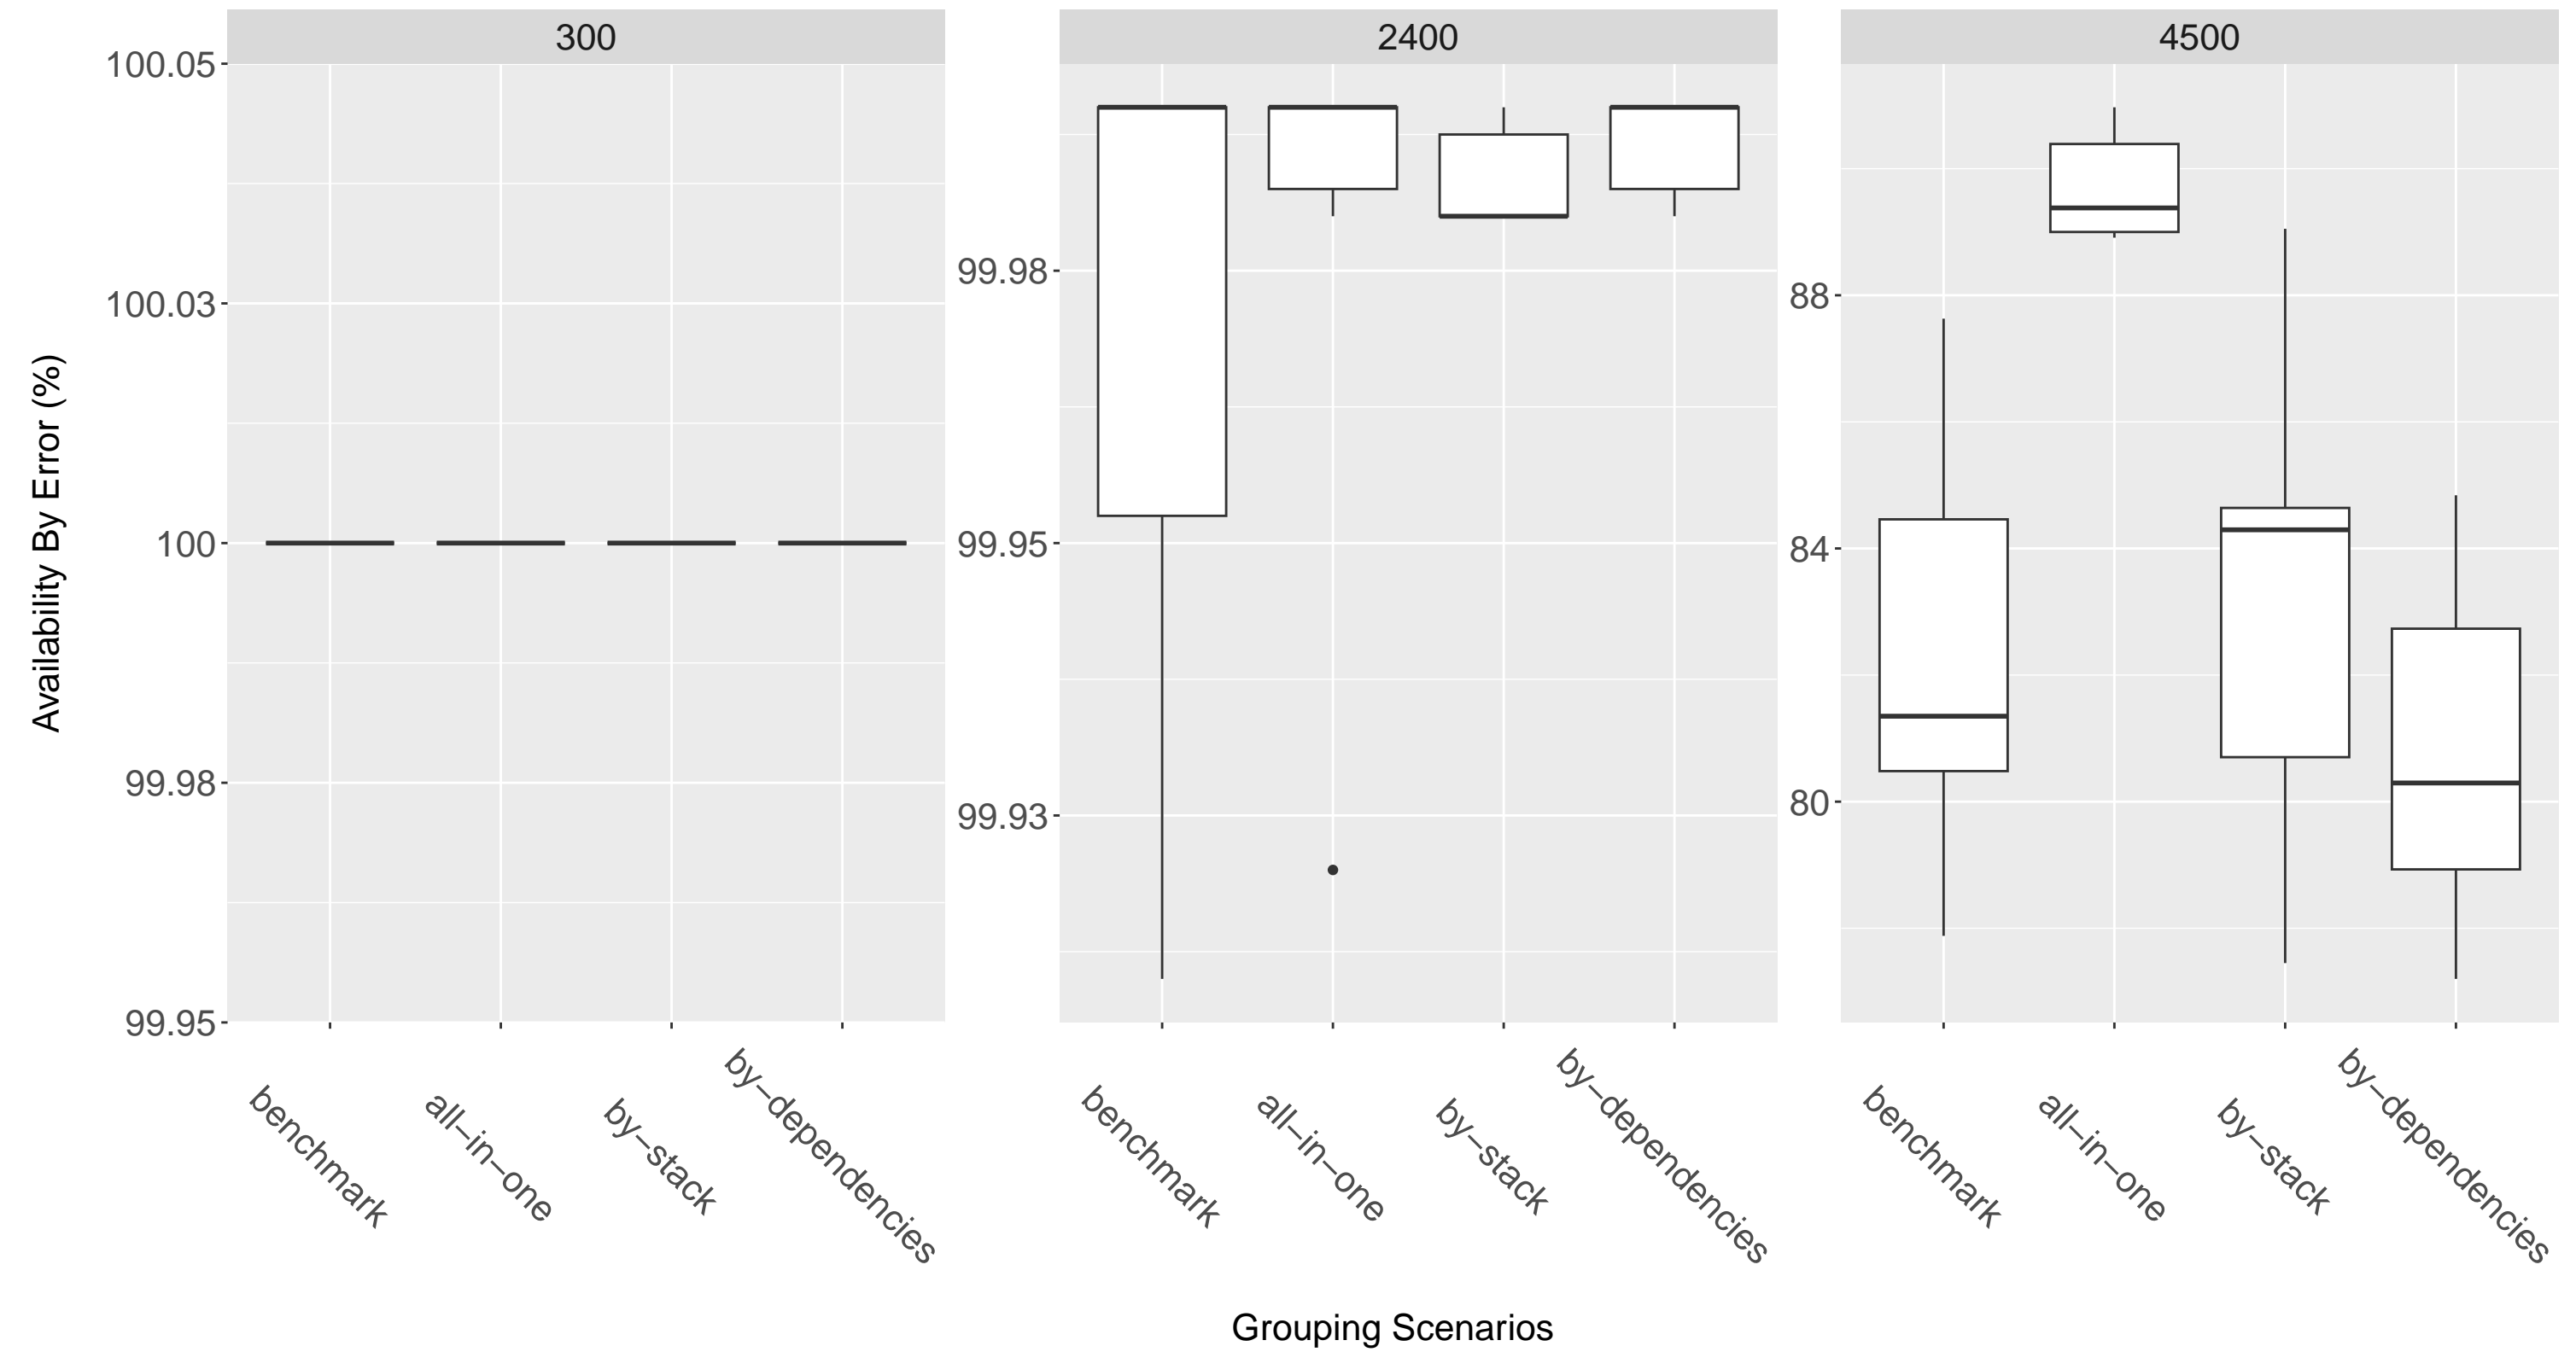 300
2400
4500
Availability By Error (%)
100.05
100.03
100
99.98
99.95
99.98
99.95
99.93
88
84
80
benchmark
all−in−one
by−stack
by−dependencies
benchmark
all−in−one
by−stack
by−dependencies
benchmark
all−in−one
by−stack
by−dependencies
Grouping Scenarios